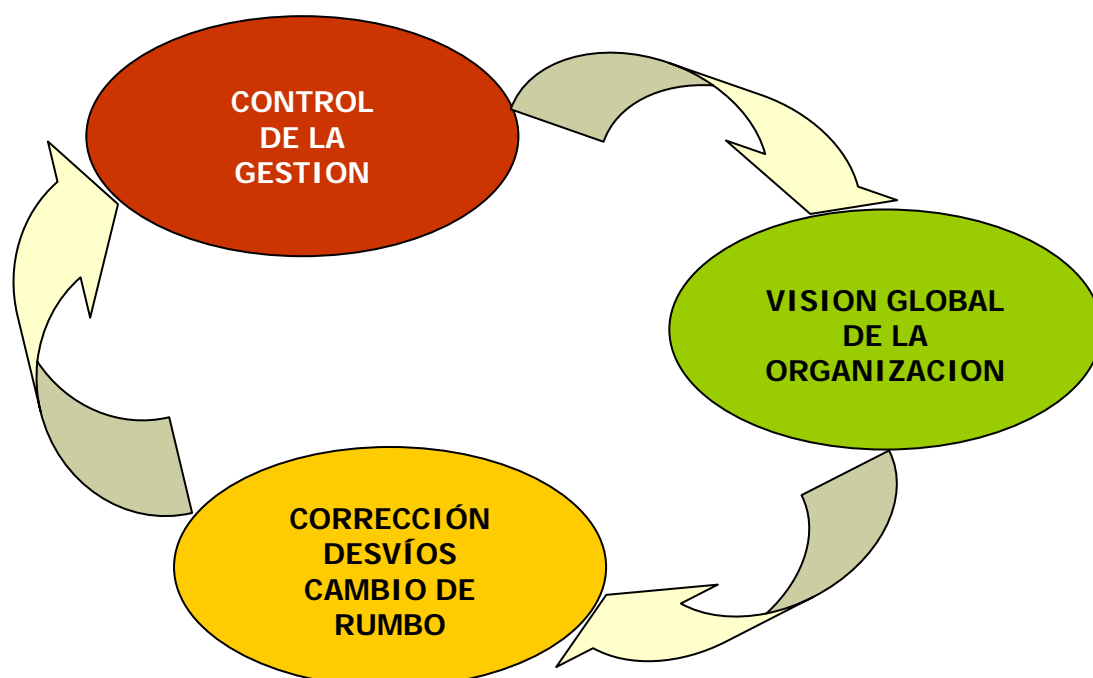 CONTROL
DE LA
GESTION
VISION GLOBAL
DE LA
ORGANIZACION
CORRECCIÓN
DESVÍOS
CAMBIO DE
RUMBO